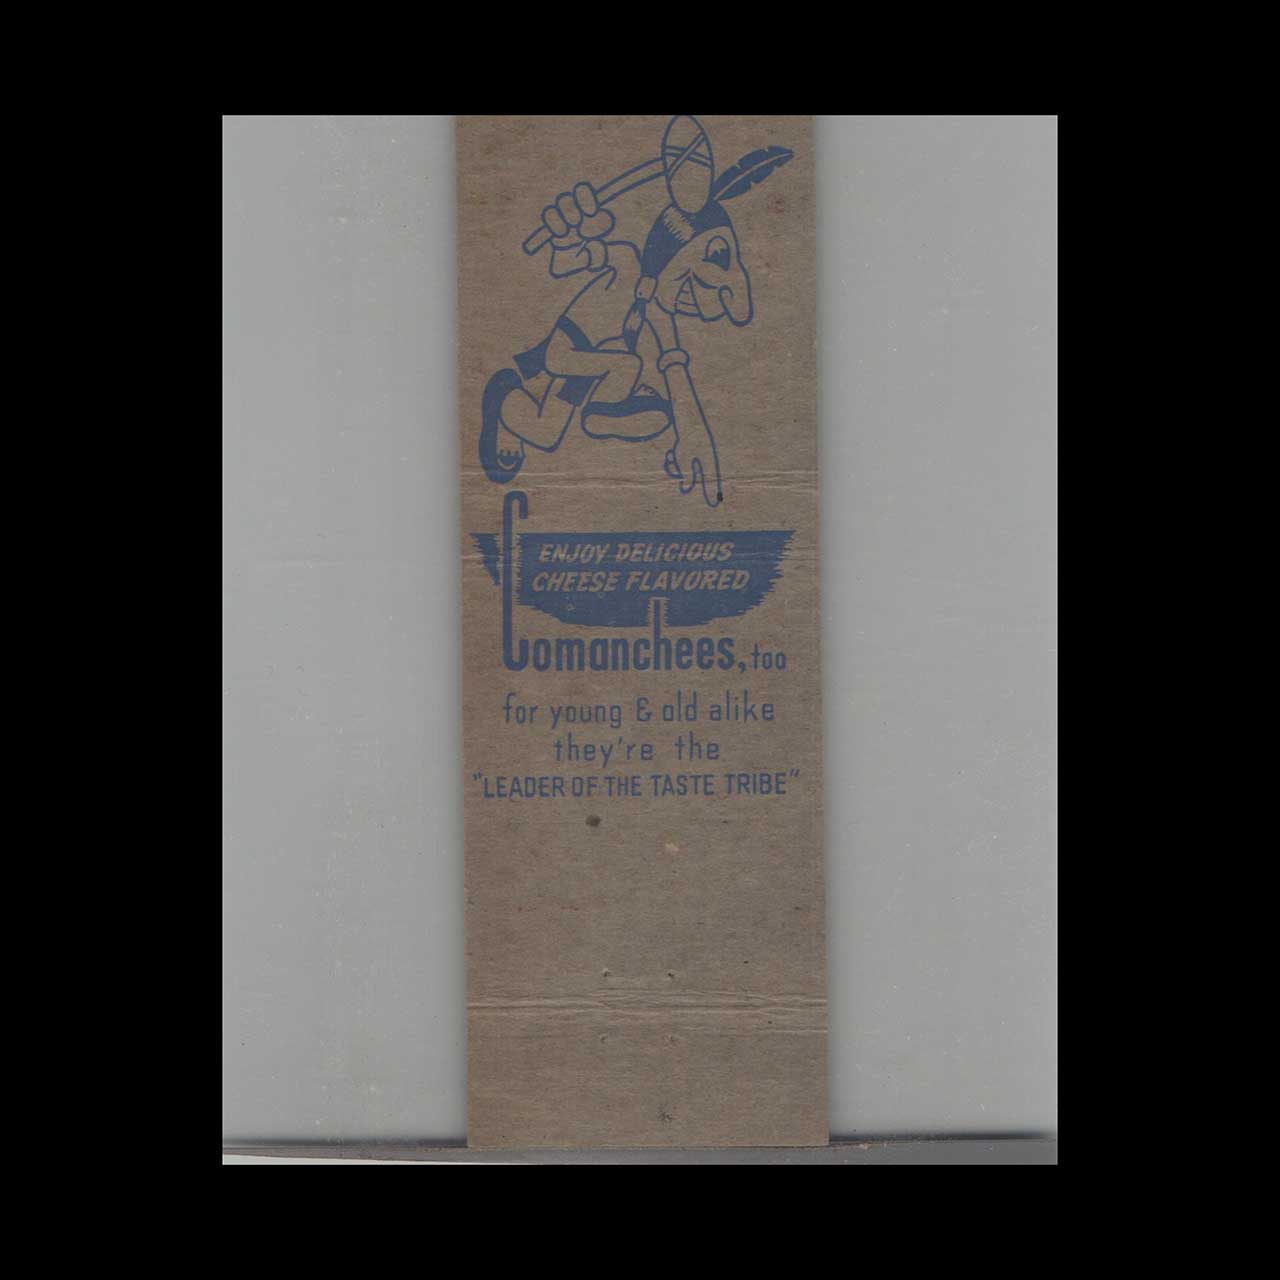 ENJOY DELICIOUS
CHEESE FLAVORED
Comanchees, too
for young & old alike
they're the
"LEADER OF THE TASTE TRIBE"